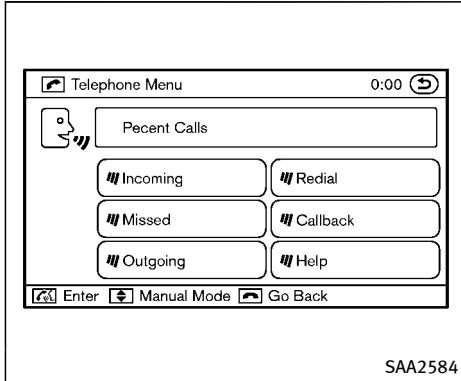 Telephone Menu 0:00
Pecent Calls
Incoming Redial
Missed Callback
Outgoing Help
Enter Manual Mode Go Back
SAA2584